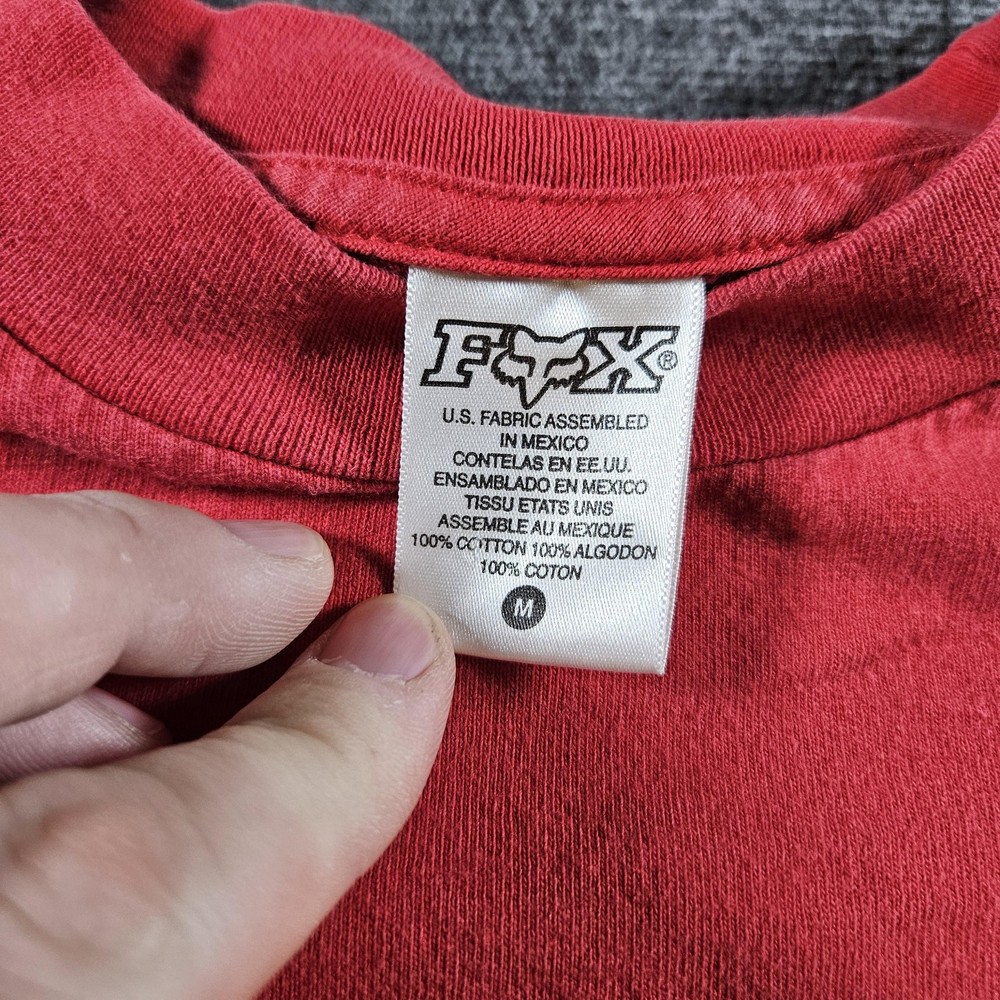 FOX®
U.S. FABRIC ASSEMBLED
IN MEXICO
CONTELAS EN EE.UU.
ENSAMBLADO EN MEXICO
TISSU ETATS UNIS
ASSEMBLE AU MEXIQUE
100% COTTON 100% ALGODON
100% COTON
M